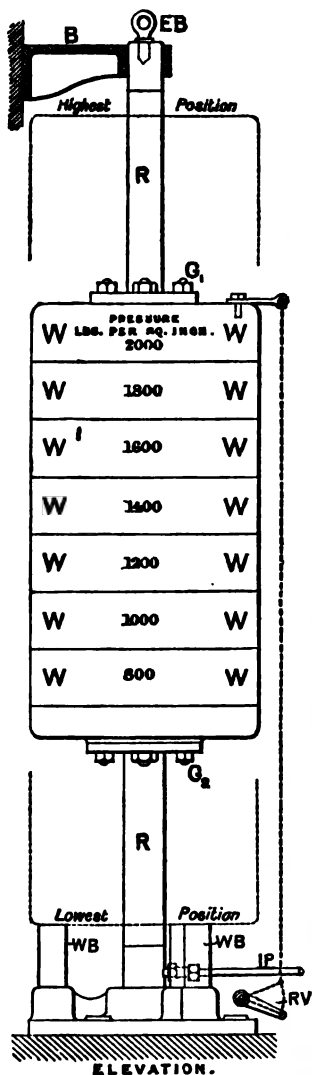 B EB
Highest Position
R
G₁
PRESSURE
W LBS. PER SQ. INCH. W
2000
W 1800 W
W 1600 W
W 1400 W
W 1200 W
W 1000 W
W 800 W
G₂
R
Lowest Position
WB WB
IP
RV
ELEVATION.